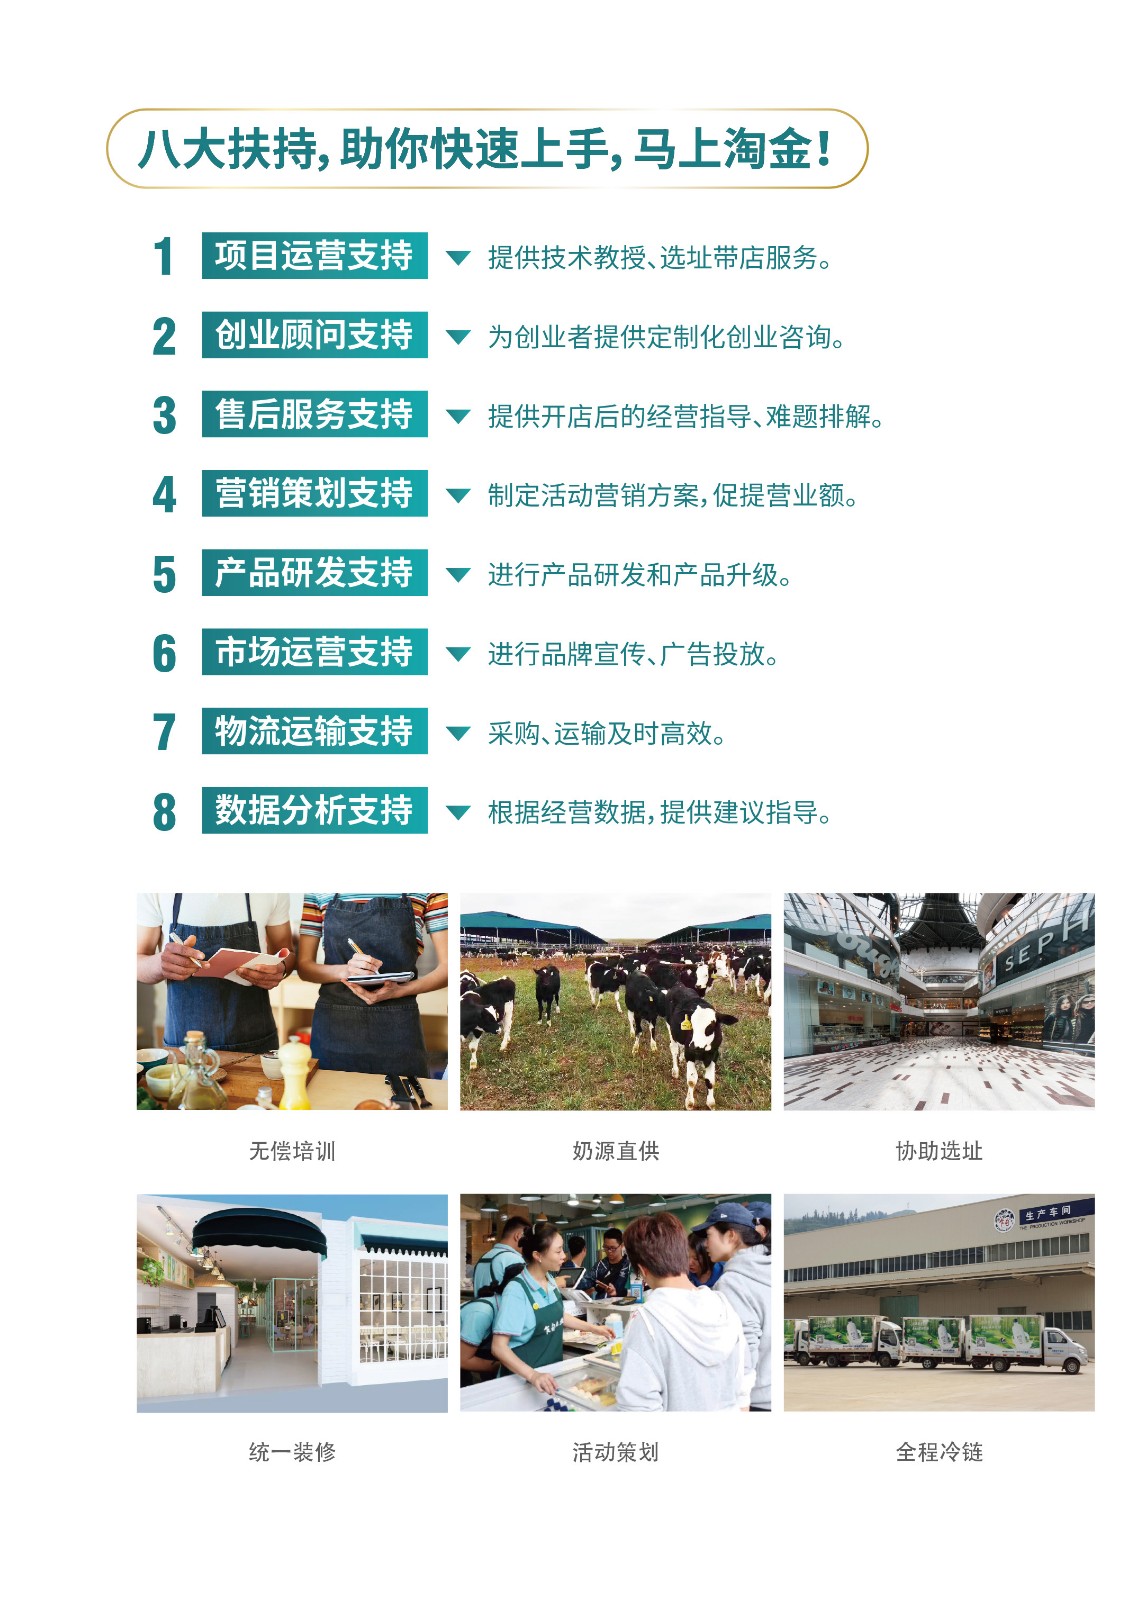 八大扶持，助你快速上手，马上淘金！
1 项目运营支持 提供技术教授、选址带店服务。
2 创业顾问支持 为创业者提供定制化创业咨询。
3 售后服务支持 提供开店后的经营指导、难题排解。
4 营销策划支持 制定活动营销方案，促提营业额。
5 产品研发支持 进行产品研发和产品升级。
6 市场运营支持 进行品牌宣传、广告投放。
7 物流运输支持 采购、运输及时高效。
8 数据分析支持 根据经营数据，提供建议指导。
SEPH
无偿培训 奶源直供 协助选址
生产车间
THE PRODUCTION WORKSHOP
统一装修 活动策划 全程冷链